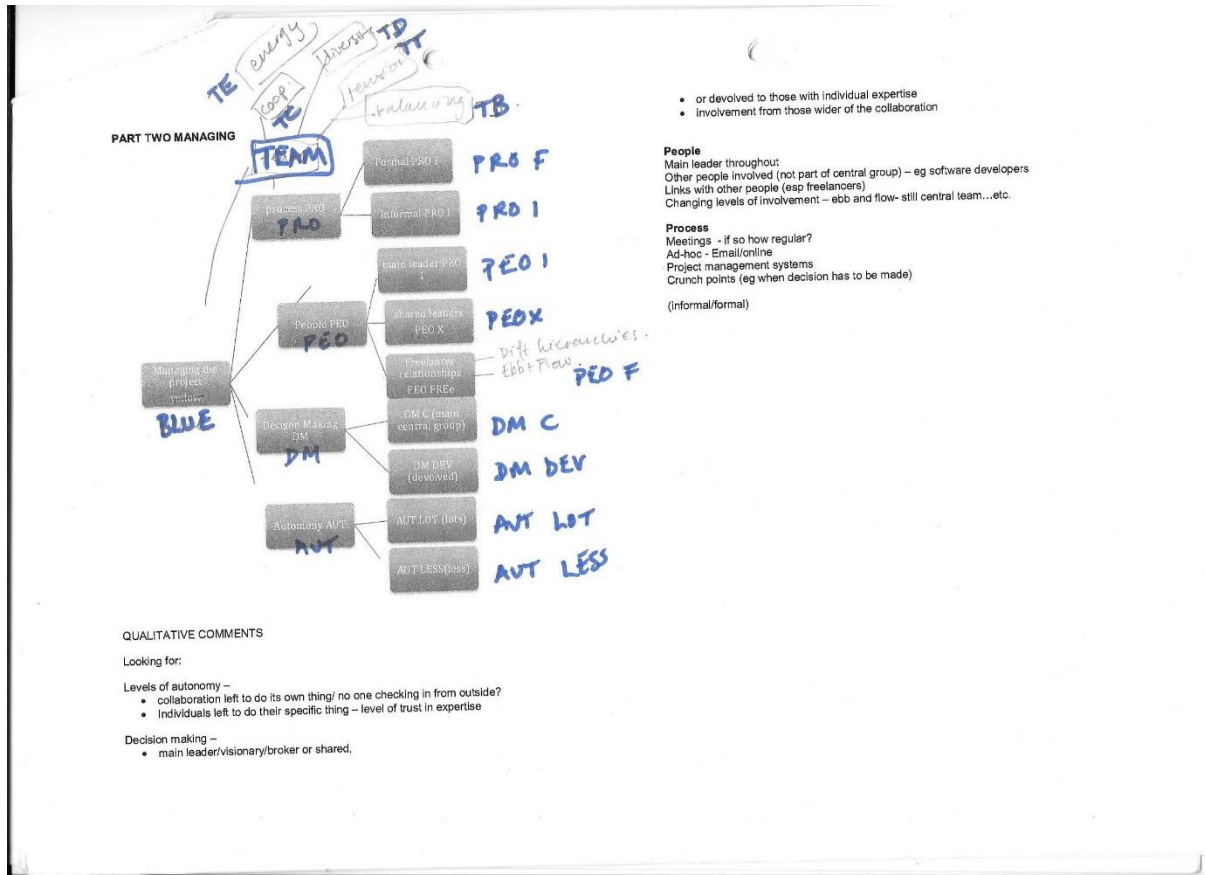 energy
TE
coop.
TC
diversity
TD
tension
TT
balancing
TB.
PART TWO MANAGING
TEAM
Formal PRO F
PRO F
process PRO
PRO
informal PRO I
PRO I
main leader PEO
1
PEO 1
People PEO
PEO
shared leaders
PEO X
PEOX
Freelancer
relationships
PEO FREe
Diff hierarchies.
Ebb + Flow
PEO F
Managing the
project
yellow
BLUE
Decison Making
DM
DM
DM C (main
central group)
DM C
DM DEV
(devolved)
DM DEV
Autonomy AUT
AUT
AUT LOT (lots)
AUT LOT
AUT LESS(less)
AUT LESS
QUALITATIVE COMMENTS
Looking for:
Levels of autonomy –
• collaboration left to do its own thing/ no one checking in from outside?
• Individuals left to do their specific thing – level of trust in expertise
Decision making –
• main leader/visionary/broker or shared,
• or devolved to those with individual expertise
• involvement from those wider of the collaboration
People
Main leader throughout
Other people involved (not part of central group) – eg software developers
Links with other people (esp freelancers)
Changing levels of involvement – ebb and flow- still central team…etc.
Process
Meetings - if so how regular?
Ad-hoc - Email/online
Project management systems
Crunch points (eg when decision has to be made)
(informal/formal)